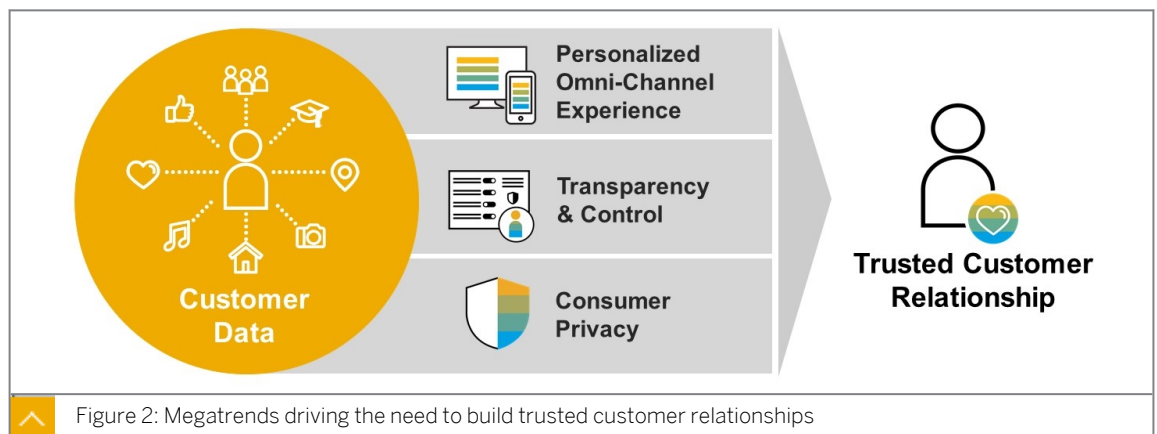 Personalized
Omni-Channel
Experience
Transparency
& Control
Consumer
Privacy
Customer
Data
Trusted Customer
Relationship
Figure 2: Megatrends driving the need to build trusted customer relationships